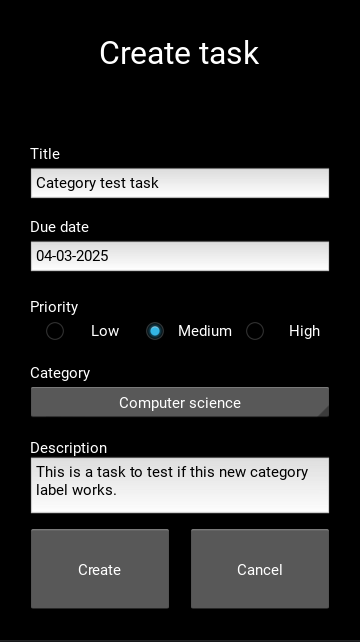 Create task
Title
Category test task
Due date
04-03-2025
Priority
Low Medium High
Category
Computer science
Description
This is a task to test if this new category
label works.
Create Cancel